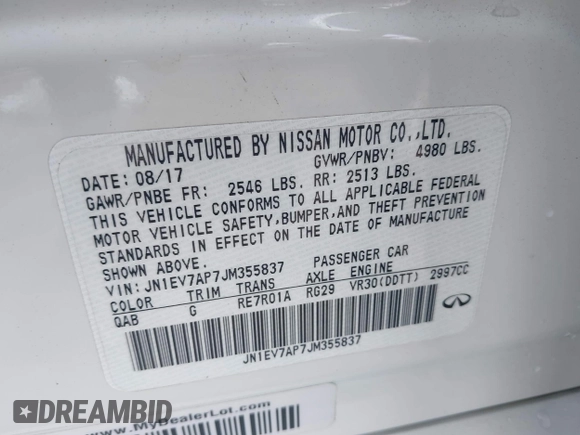 MANUFACTURED BY NISSAN MOTOR CO.,LTD.
DATE: 08/17 GVWR/PNBV: 4980 LBS.
GAWR/PNBE FR: 2546 LBS. RR: 2513 LBS.
THIS VEHICLE CONFORMS TO ALL APPLICABLE FEDERAL
MOTOR VEHICLE SAFETY,BUMPER,AND THEFT PREVENTION
STANDARDS IN EFFECT ON THE DATE OF MANUFACTURE
SHOWN ABOVE.
VIN: JN1EV7AP7JM355837 PASSENGER CAR
COLOR TRIM TRANS AXLE ENGINE
QAB G RE7R01A RG29 VR30(DDTT) 2997CC
JN1EV7AP7JM355837
www.MyDealerLot.com
DREAMBID